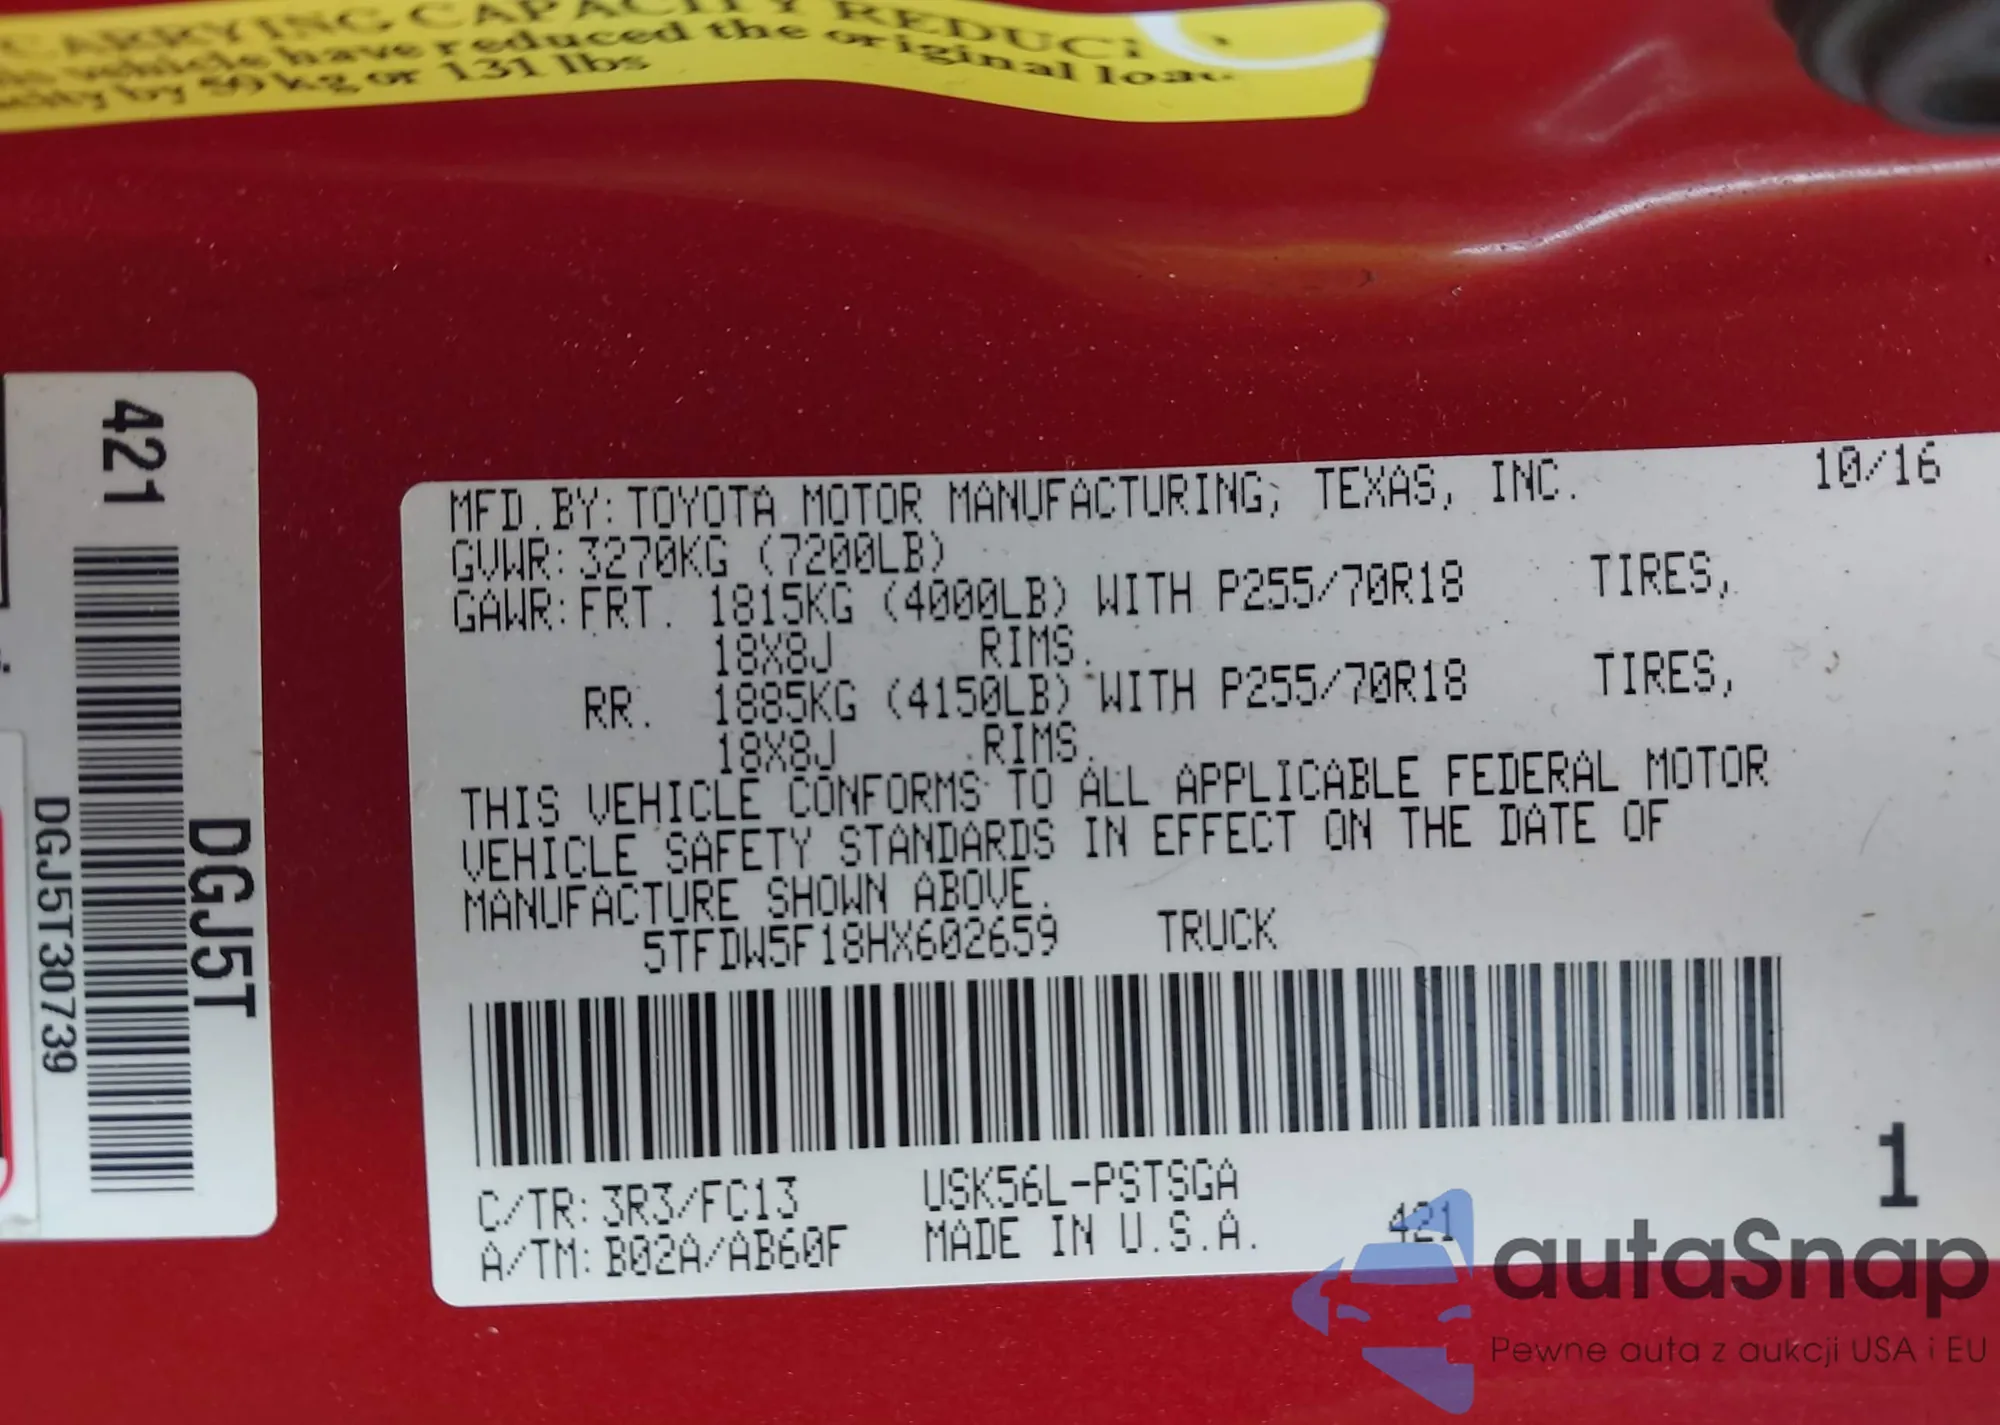 CARRYING CAPACITY REDUCTI
vehicle have reduced the original loa
by 59 kg or 131 lbs
421
DGJ5T30739
DGJ5T
MFD.BY: TOYOTA MOTOR MANUFACTURING, TEXAS, INC. 10/16
GVWR: 3270KG (7200LB)
GAWR: FRT. 1815KG (4000LB) WITH P255/70R18 TIRES,
18X8J RIMS.
RR. 1885KG (4150LB) WITH P255/70R18 TIRES,
18X8J RIMS.
THIS VEHICLE CONFORMS TO ALL APPLICABLE FEDERAL MOTOR
VEHICLE SAFETY STANDARDS IN EFFECT ON THE DATE OF
MANUFACTURE SHOWN ABOVE.
5TFDW5F18HX602659 TRUCK
C/TR: 3R3/FC13 USK56L-PSTSGA 1
A/TM: B02A/AB60F MADE IN U.S.A. 421
autaSnap
Pewne auta z aukcji USA i EU